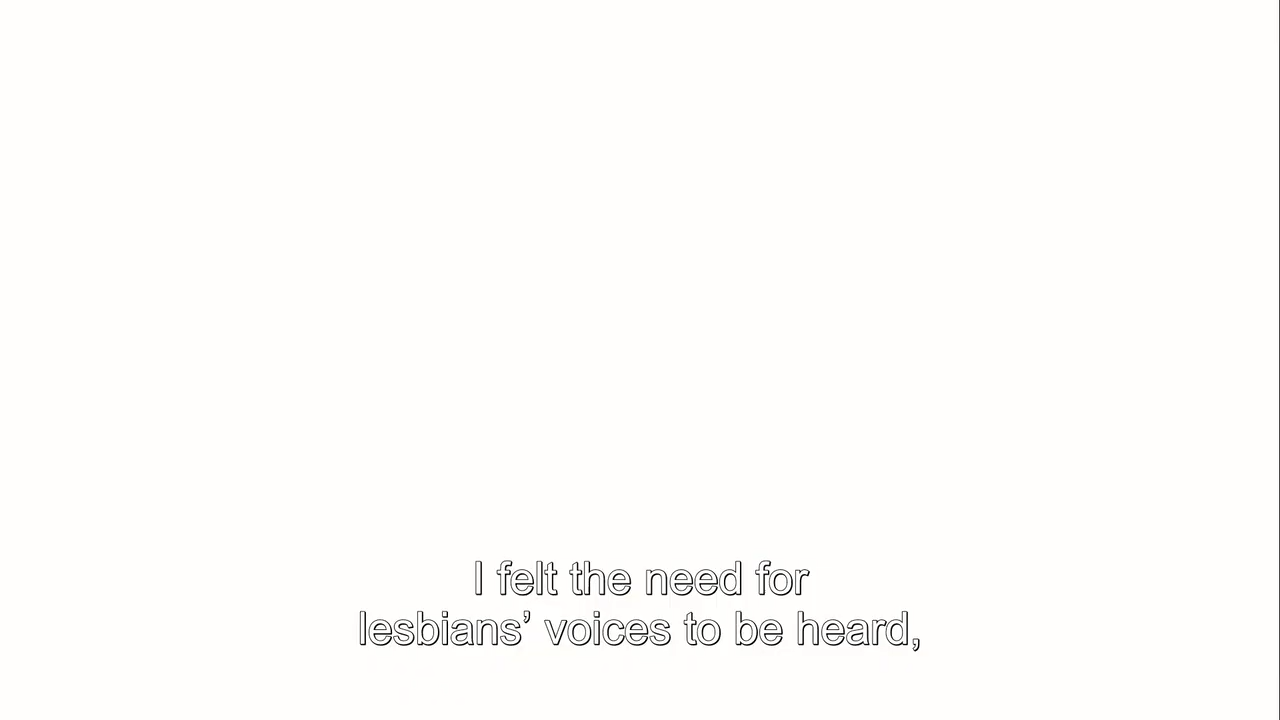 I felt the need for
lesbians’ voices to be heard,